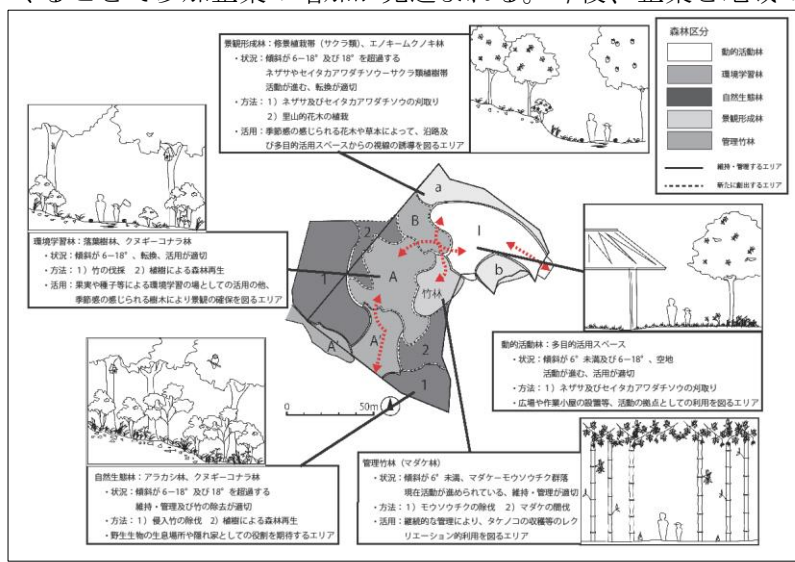 景観形成林：修景植栽帯（サクラ類）、エノキームクノキ林
・状況：傾斜が 6−18° 及び 18° を超過する
ネザサやセイタカアワダチソウーサクラ類植樹帯
活動が進む、転換が適切
・方法：1）ネザサ及びセイタカアワダチソウの刈取り
2）里山的花木の植栽
・活用：季節感の感じられる花木や草本によって、沿路及
び多目的活用スペースからの視線の誘導を図るエリア
森林区分
動的活動林
環境学習林
自然生態林
景観形成林
管理竹林
維持・管理するエリア
新たに創出するエリア
環境学習林：落葉樹林、クヌギーコナラ林
・状況：傾斜が 6−18°、転換、活用が適切
・方法：1）竹の伐採 2）植樹による森林再生
・活用：果実や種子等による環境学習の場としての活用の他、
季節感の感じられる樹木により景観の確保を図るエリア
a
B
I
2
A
b
1
竹林
A'
A'
2
1
0
50m
動的活動林：多目的活用スペース
・状況：傾斜が 6° 未満及び 6−18°、空地
活動が進む、活用が適切
・方法：1）ネザサ及びセイタカアワダチソウの刈取り
・広場や作業小屋の設置等、活動の拠点としての利用を図るエリア
自然生態林：アラカシ林、クヌギーコナラ林
・状況：傾斜が 6−18° 及び 18° を超過する
維持・管理及び竹の除去が適切
・方法：1）侵入竹の除伐 2）植樹による森林再生
・野生生物の生息場所や隠れ家としての役割を期待するエリア
管理竹林（マダケ林）
・状況：傾斜が 6° 未満、マダケーモウソウチク群落
現在活動が進められている、維持・管理が適切
・方法：1）モウソウチクの除伐 2）マダケの間伐
・活用：継続的な管理により、タケノコの収穫等のレク
リエーション的利用を図るエリア